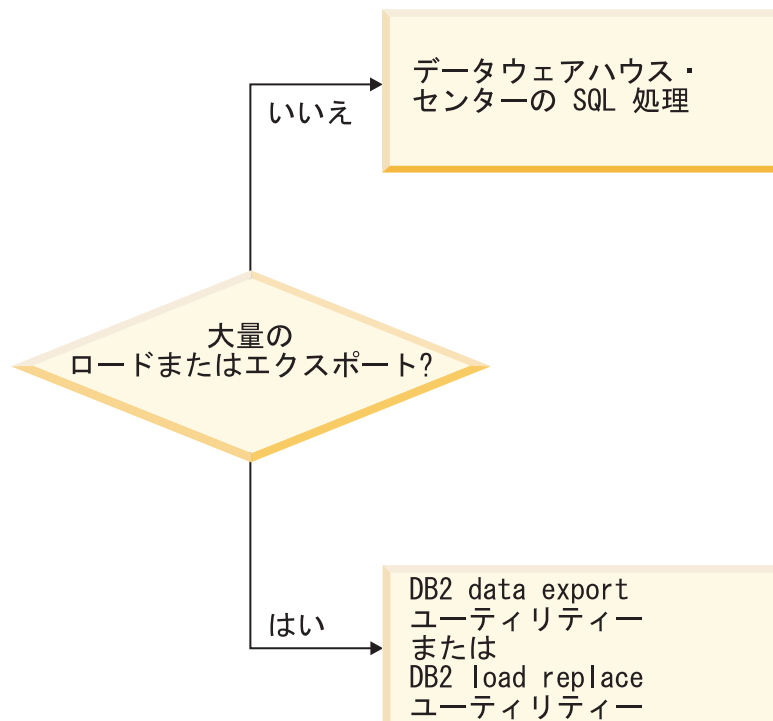 データウェアハウス・
センターの SQL 処理
いいえ
大量の
ロードまたはエクスポート?
はい
DB2 data export
ユーティリティー
または
DB2 load replace
ユーティリティー